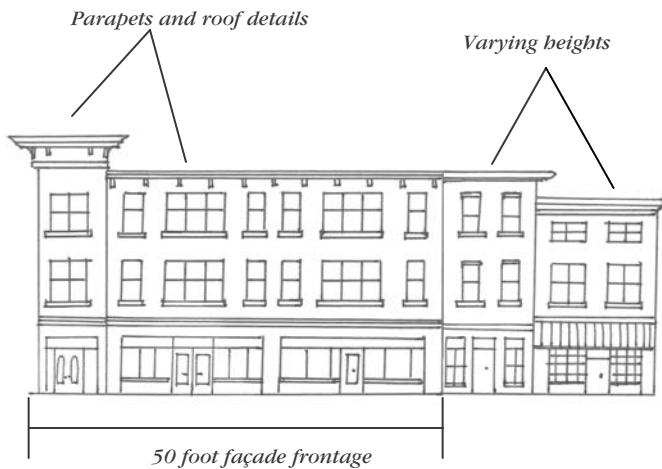 Parapets and roof details
Varying heights
50 foot façade frontage